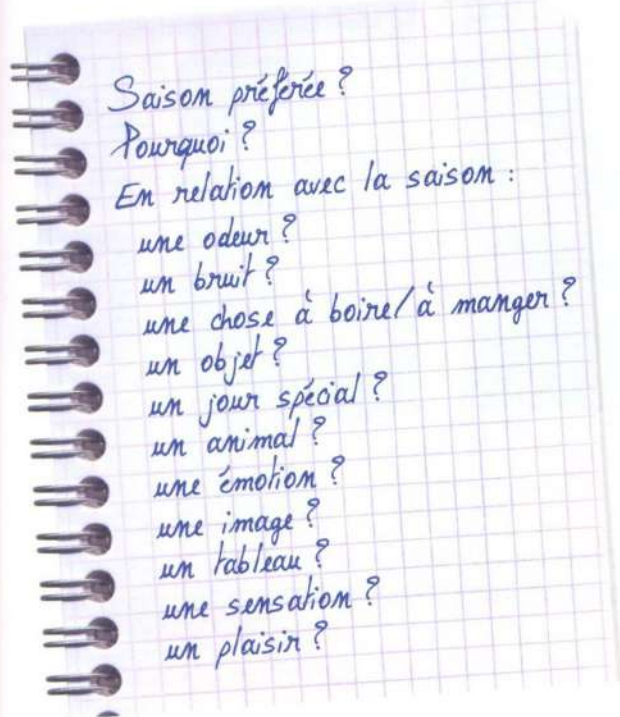 Saison préférée ?
Pourquoi ?
En relation avec la saison :
une odeur ?
un bruit ?
une chose à boire / à manger ?
un objet ?
un jour spécial ?
un animal ?
une émotion ?
une image ?
un tableau ?
une sensation ?
un plaisir ?